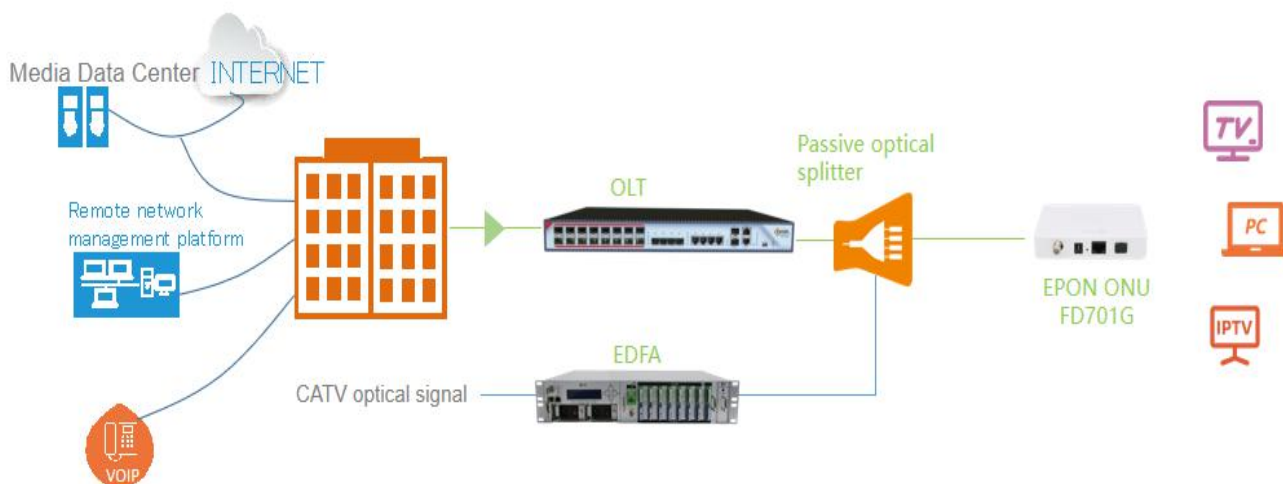 Media Data Center
INTERNET
Remote network
management platform
VOIP
OLT
Passive optical
splitter
EDFA
CATV optical signal
EPON ONU
FD701G
TV
PC
IPTV